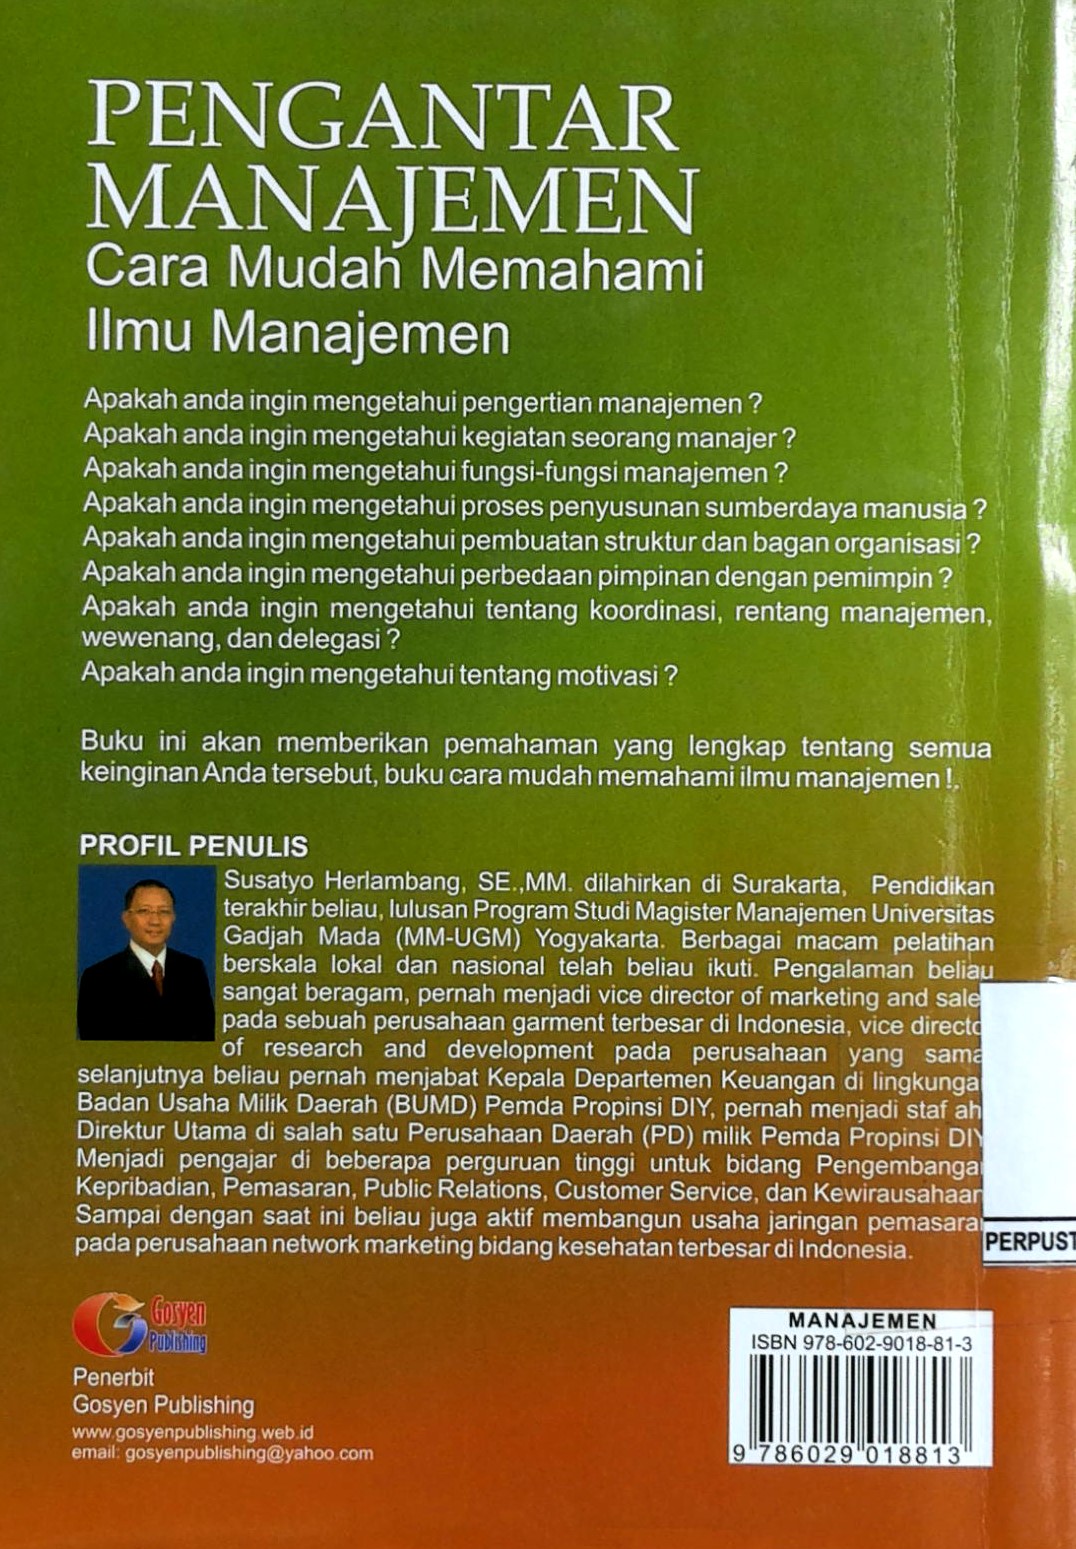 PENGANTAR
MANAJEMEN
Cara Mudah Memahami
Ilmu Manajemen
Apakah anda ingin mengetahui pengertian manajemen ?
Apakah anda ingin mengetahui kegiatan seorang manajer ?
Apakah anda ingin mengetahui fungsi-fungsi manajemen ?
Apakah anda ingin mengetahui proses penyusunan sumberdaya manusia ?
Apakah anda ingin mengetahui pembuatan struktur dan bagan organisasi ?
Apakah anda ingin mengetahui perbedaan pimpinan dengan pemimpin ?
Apakah anda ingin mengetahui tentang koordinasi, rentang manajemen,
wewenang, dan delegasi ?
Apakah anda ingin mengetahui tentang motivasi ?
Buku ini akan memberikan pemahaman yang lengkap tentang semua
keinginan Anda tersebut, buku cara mudah memahami ilmu manajemen !.
PROFIL PENULIS
Susatyo Herlambang, SE.,MM. dilahirkan di Surakarta, Pendidikan
terakhir beliau, lulusan Program Studi Magister Manajemen Universitas
Gadjah Mada (MM-UGM) Yogyakarta. Berbagai macam pelatihan
berskala lokal dan nasional telah beliau ikuti. Pengalaman beliau
sangat beragam, pernah menjadi vice director of marketing and sale
pada sebuah perusahaan garment terbesar di Indonesia, vice directo
of research and development pada perusahaan yang sama
selanjutnya beliau pernah menjabat Kepala Departemen Keuangan di lingkunga
Badan Usaha Milik Daerah (BUMD) Pemda Propinsi DIY, pernah menjadi staf ah
Direktur Utama di salah satu Perusahaan Daerah (PD) milik Pemda Propinsi DIY
Menjadi pengajar di beberapa perguruan tinggi untuk bidang Pengembanga
Kepribadian, Pemasaran, Public Relations, Customer Service, dan Kewirausahaan
Sampai dengan saat ini beliau juga aktif membangun usaha jaringan pemasara
pada perusahaan network marketing bidang kesehatan terbesar di Indonesia.
PERPUST
Gosyen
Publishing
Penerbit
Gosyen Publishing
www.gosyenpublishing.web.id
email: gosyenpublishing@yahoo.com
MANAJEMEN
ISBN 978-602-9018-81-3
9 786029 018813